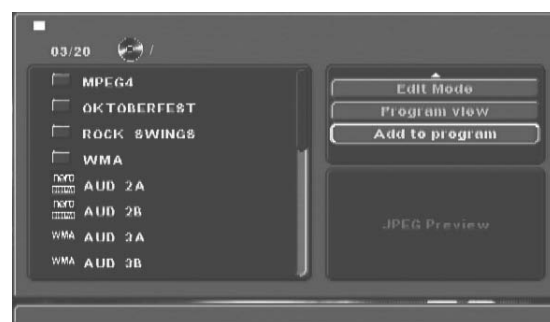 03/20 /
MPEG4
OKTOBERFEST
ROCK SWINGS
WMA
nero AUD 2A
nero AUD 2B
WMA AUD 3A
WMA AUD 3B
Edit Mode
Program view
Add to program
JPEG Preview